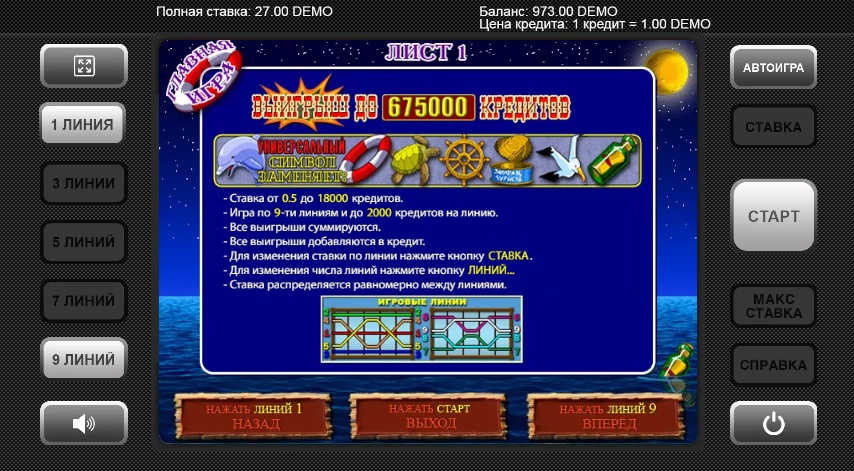 Полная ставка: 27.00 DEMO
Баланс: 973.00 DEMO
Цена кредита: 1 кредит = 1.00 DEMO
ЛИСТ 1
ГЛАВНАЯ
ИГРА
АВТОИГРА
ВЫИГРЫШ ДО 675000 КРЕДИТОВ
1 ЛИНИЯ
СТАВКА
УНИВЕРСАЛЬНЫЙ
СИМВОЛ
ЗАМЕНЯЕТ:
ЗАВТРАК
ТУРИСТА
3 ЛИНИИ
- Ставка от 0.5 до 18000 кредитов.
- Игра по 9-ти линиям и до 2000 кредитов на линию.
- Все выигрыши суммируются.
- Все выигрыши добавляются в кредит.
- Для изменения ставки по линии нажмите кнопку СТАВКА.
- Для изменения числа линий нажмите кнопку ЛИНИЙ...
- Ставка распределяется равномерно между линиями.
СТАРТ
5 ЛИНИЙ
7 ЛИНИЙ
ИГРОВЫЕ ЛИНИИ
МАКС
СТАВКА
9 ЛИНИЙ
СПРАВКА
НАЖАТЬ ЛИНИЙ 1
НАЗАД
НАЖАТЬ СТАРТ
ВЫХОД
НАЖАТЬ ЛИНИЙ 9
ВПЕРЁД